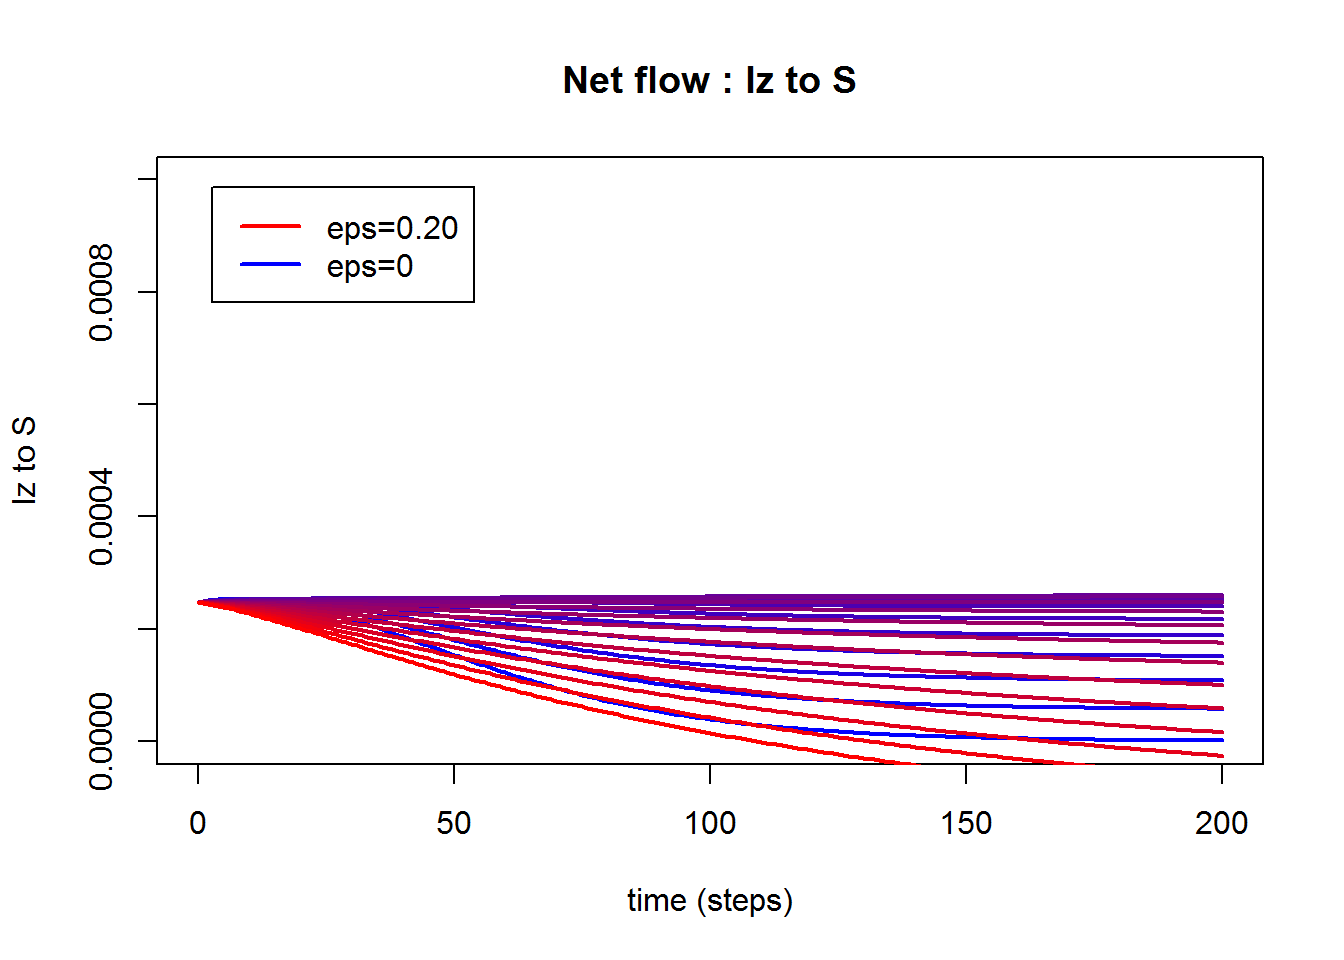 Net flow : Iz to S
eps=0.20
eps=0
Iz to S
0.0008
0.0004
0.0000
0 50 100 150 200
time (steps)